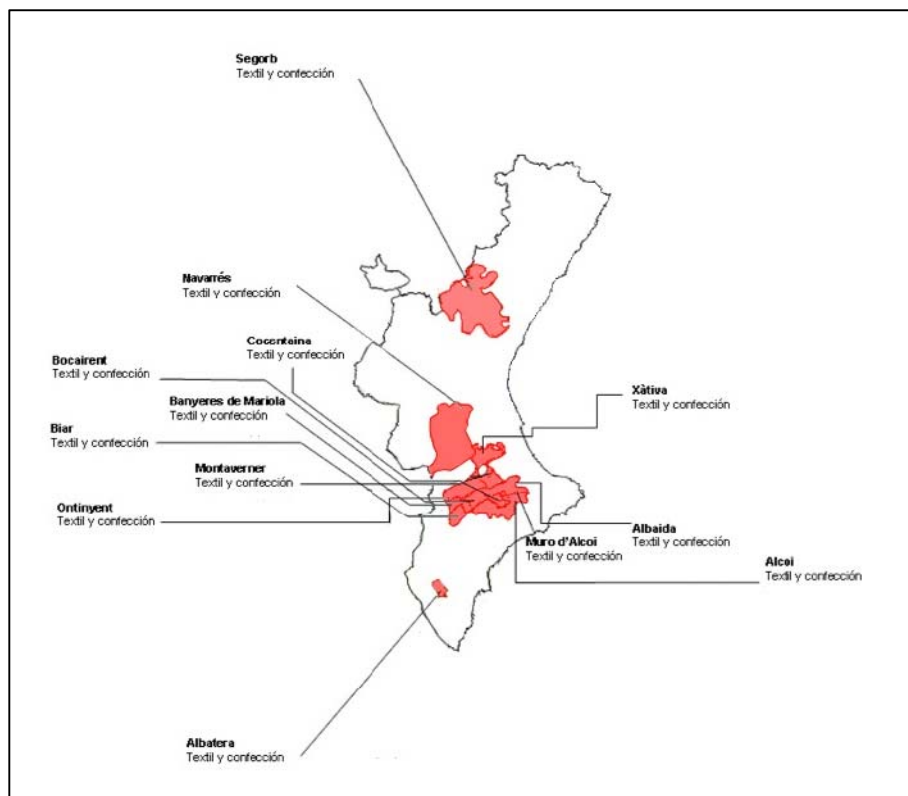 Segorb
Textil y confección
Navarrés
Textil y confección
Cocentaina
Textil y confección
Bocairent
Textil y confección
Banyeres de Mariola
Textil y confección
Biar
Textil y confección
Xàtiva
Textil y confección
Montaverner
Textil y confección
Ontinyent
Textil y confección
Albaida
Textil y confección
Muro d'Alcoi
Textil y confección
Alcoi
Textil y confección
Albatera
Textil y confección